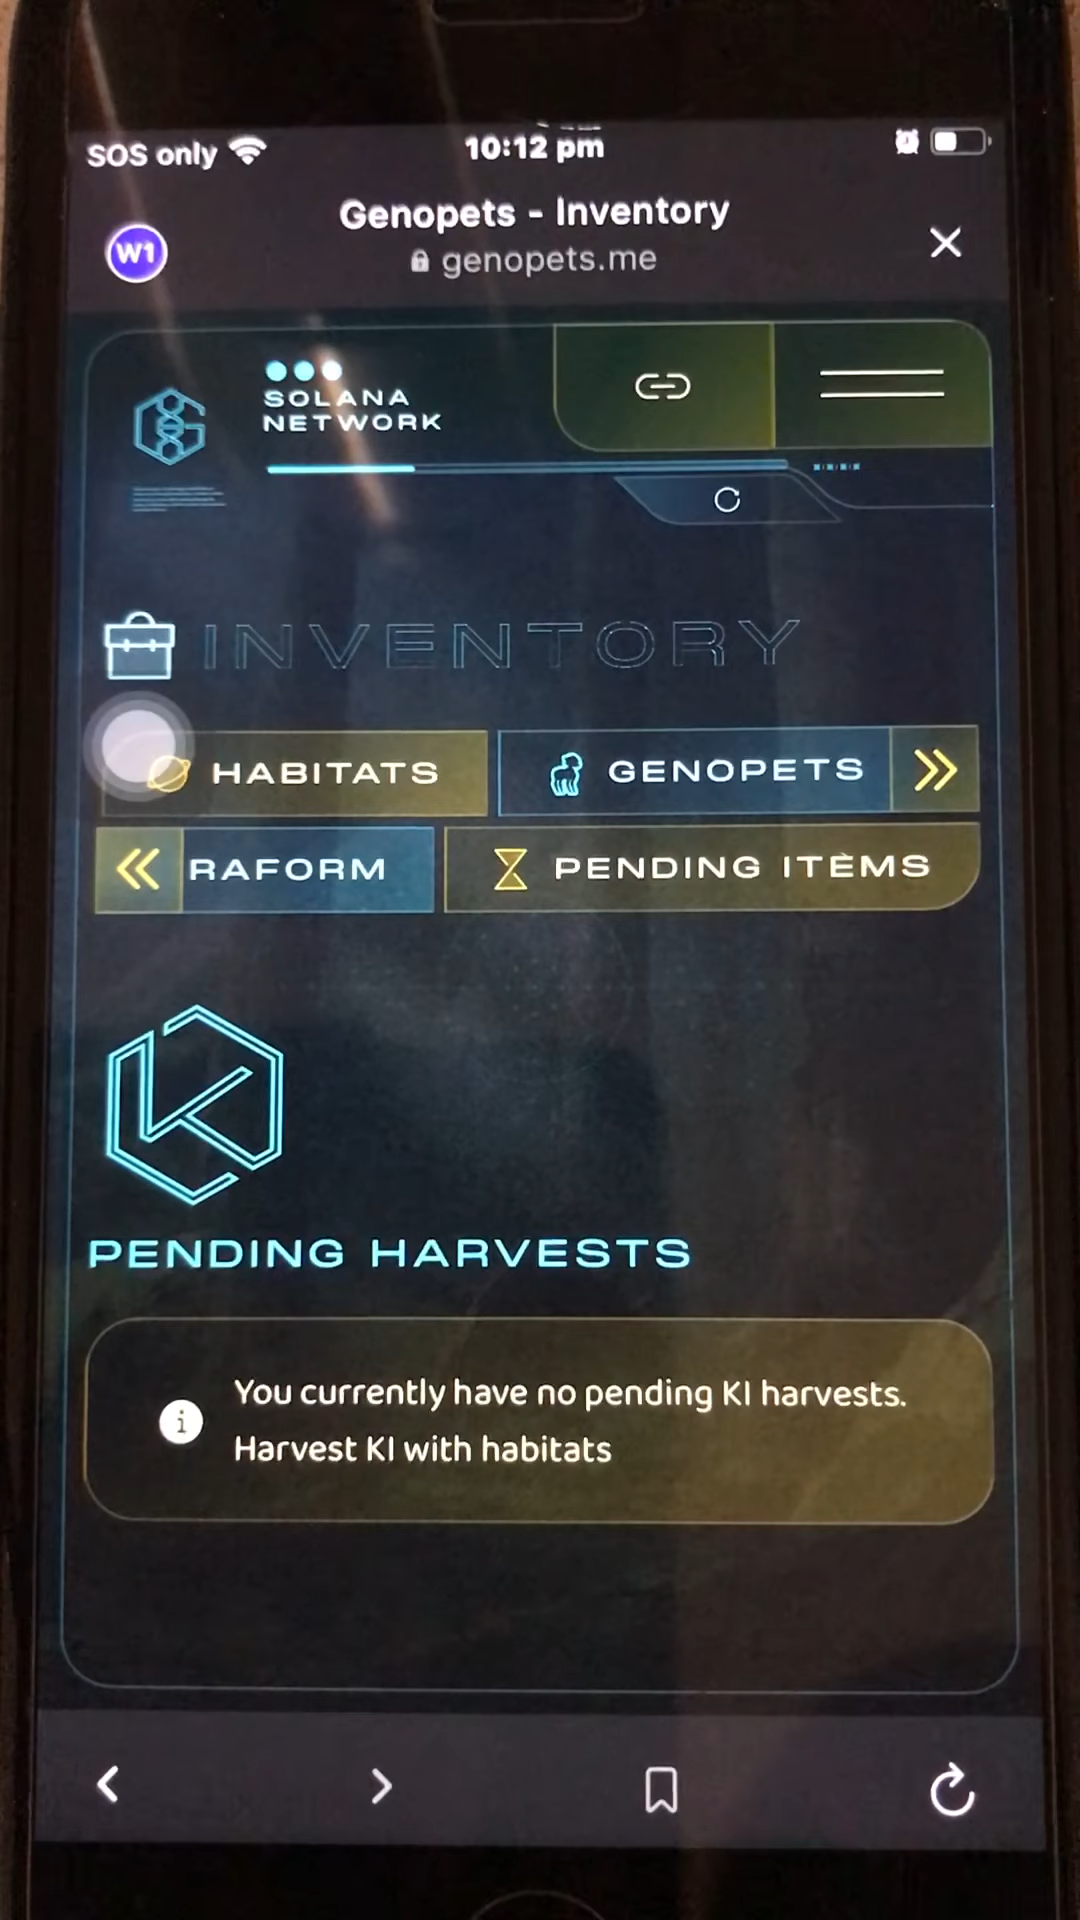 SOS only
10:12 pm
W1
Genopets - Inventory
genopets.me
SOLANA
NETWORK
INVENTORY
HABITATS
GENOPETS
RAFORM
PENDING ITEMS
PENDING HARVESTS
You currently have no pending KI harvests.
Harvest KI with habitats